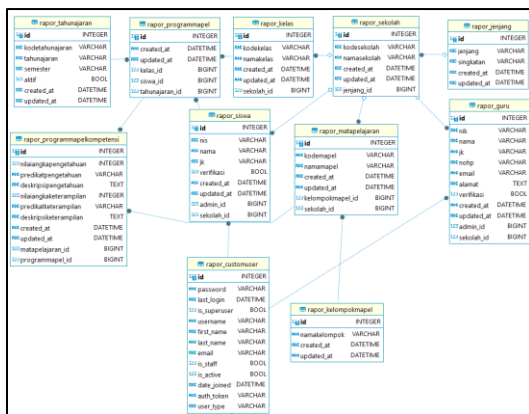 rapor_tahunajaran
id INTEGER
kodetahunajaran VARCHAR
tahunajaran VARCHAR
semester VARCHAR
aktif BOOL
created_at DATETIME
updated_at DATETIME
rapor_programmapel
id INTEGER
created_at DATETIME
updated_at DATETIME
kelas_id BIGINT
siswa_id BIGINT
tahunajaran_id BIGINT
rapor_kelas
id INTEGER
kodekelas VARCHAR
namakelas VARCHAR
created_at DATETIME
updated_at DATETIME
sekolah_id BIGINT
rapor_sekolah
id INTEGER
kodesekolah VARCHAR
namasekolah VARCHAR
created_at DATETIME
updated_at DATETIME
jenjang_id BIGINT
rapor_jenjang
id INTEGER
jenjang VARCHAR
singkatan VARCHAR
created_at DATETIME
updated_at DATETIME
rapor_programmapelkompetensi
id INTEGER
nilaiangkapengetahuan INTEGER
predikatpengetahuan VARCHAR
deskripsipengetahuan TEXT
nilaiangkaketerampilan INTEGER
predikatketerampilan VARCHAR
deskripsiketerampilan TEXT
created_at DATETIME
updated_at DATETIME
matapelajaran_id BIGINT
programmapel_id BIGINT
rapor_siswa
id INTEGER
nis VARCHAR
nama VARCHAR
jk VARCHAR
verifikasi BOOL
created_at DATETIME
updated_at DATETIME
admin_id BIGINT
sekolah_id BIGINT
rapor_matapelajaran
id INTEGER
kodemapel VARCHAR
namamapel VARCHAR
created_at DATETIME
updated_at DATETIME
kelompokmapel_id BIGINT
sekolah_id BIGINT
rapor_guru
id INTEGER
nik VARCHAR
nama VARCHAR
jk VARCHAR
nohp VARCHAR
email VARCHAR
alamat TEXT
verifikasi BOOL
created_at DATETIME
updated_at DATETIME
admin_id BIGINT
sekolah_id BIGINT
rapor_customuser
id INTEGER
password VARCHAR
last_login DATETIME
is_superuser BOOL
username VARCHAR
first_name VARCHAR
last_name VARCHAR
email VARCHAR
is_staff BOOL
is_active BOOL
date_joined DATETIME
auth_token VARCHAR
user_type VARCHAR
rapor_kelompokmapel
id INTEGER
namakelompok VARCHAR
created_at DATETIME
updated_at DATETIME